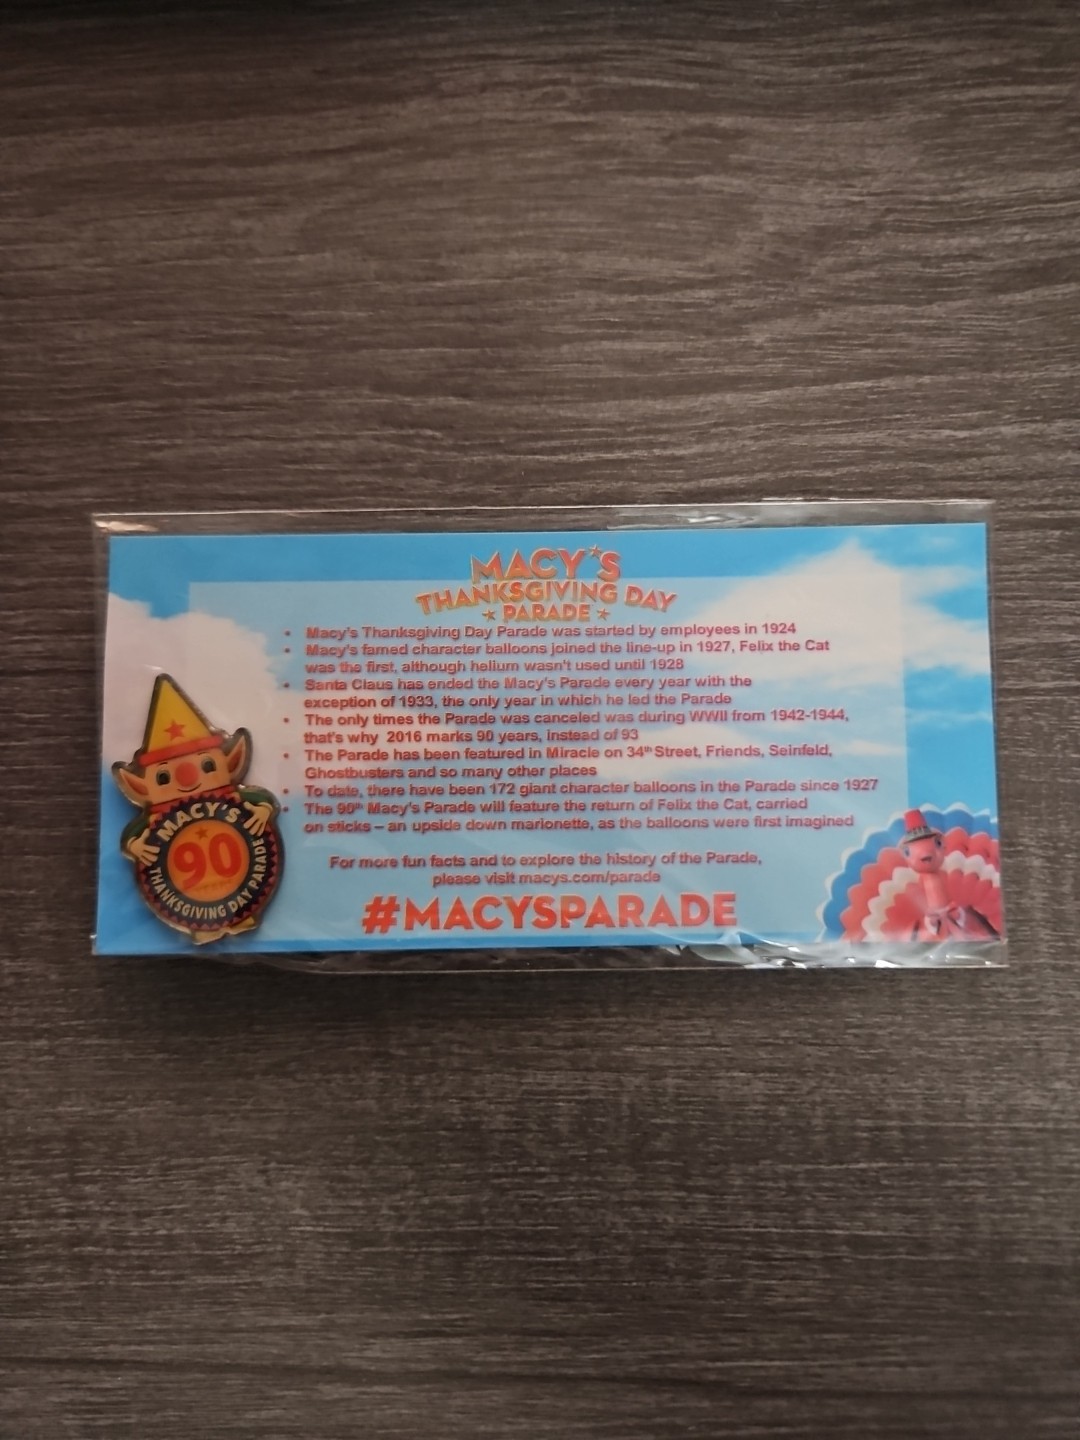 MACY★S
THANKSGIVING DAY
★ PARADE ★
• Macy's Thanksgiving Day Parade was started by employees in 1924
• Macy's famed character balloons joined the line-up in 1927, Felix the Cat
was the first, although helium wasn't used until 1928
• Santa Claus has ended the Macy's Parade every year with the
exception of 1933, the only year in which he led the Parade
• The only times the Parade was canceled was during WWII from 1942-1944,
that's why 2016 marks 90 years, instead of 93
• The Parade has been featured in Miracle on 34th Street, Friends, Seinfeld,
Ghostbusters and so many other places
• To date, there have been 172 giant character balloons in the Parade since 1927
• The 90th Macy's Parade will feature the return of Felix the Cat, carried
on sticks – an upside down marionette, as the balloons were first imagined
For more fun facts and to explore the history of the Parade,
please visit macys.com/parade
#MACYSPARADE
MACY'S
90
THANKSGIVING DAY PARADE